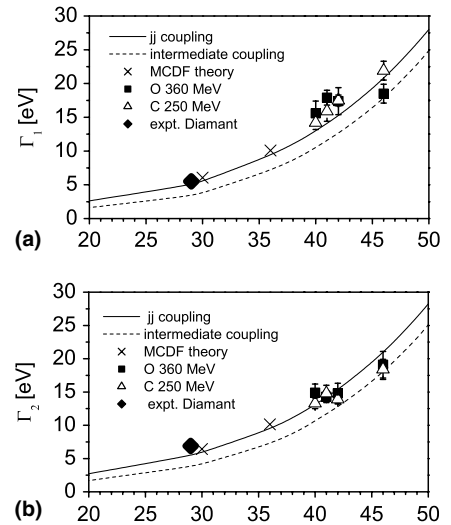 30
25
20
15
10
5
0
Γ₁ [eV]
jj coupling
intermediate coupling
MCDF theory
O 360 MeV
C 250 MeV
expt. Diamant
20 25 30 35 40 45 50
(a)
30
25
20
15
10
5
0
Γ₂ [eV]
jj coupling
intermediate coupling
MCDF theory
O 360 MeV
C 250 MeV
expt. Diamant
20 25 30 35 40 45 50
(b)